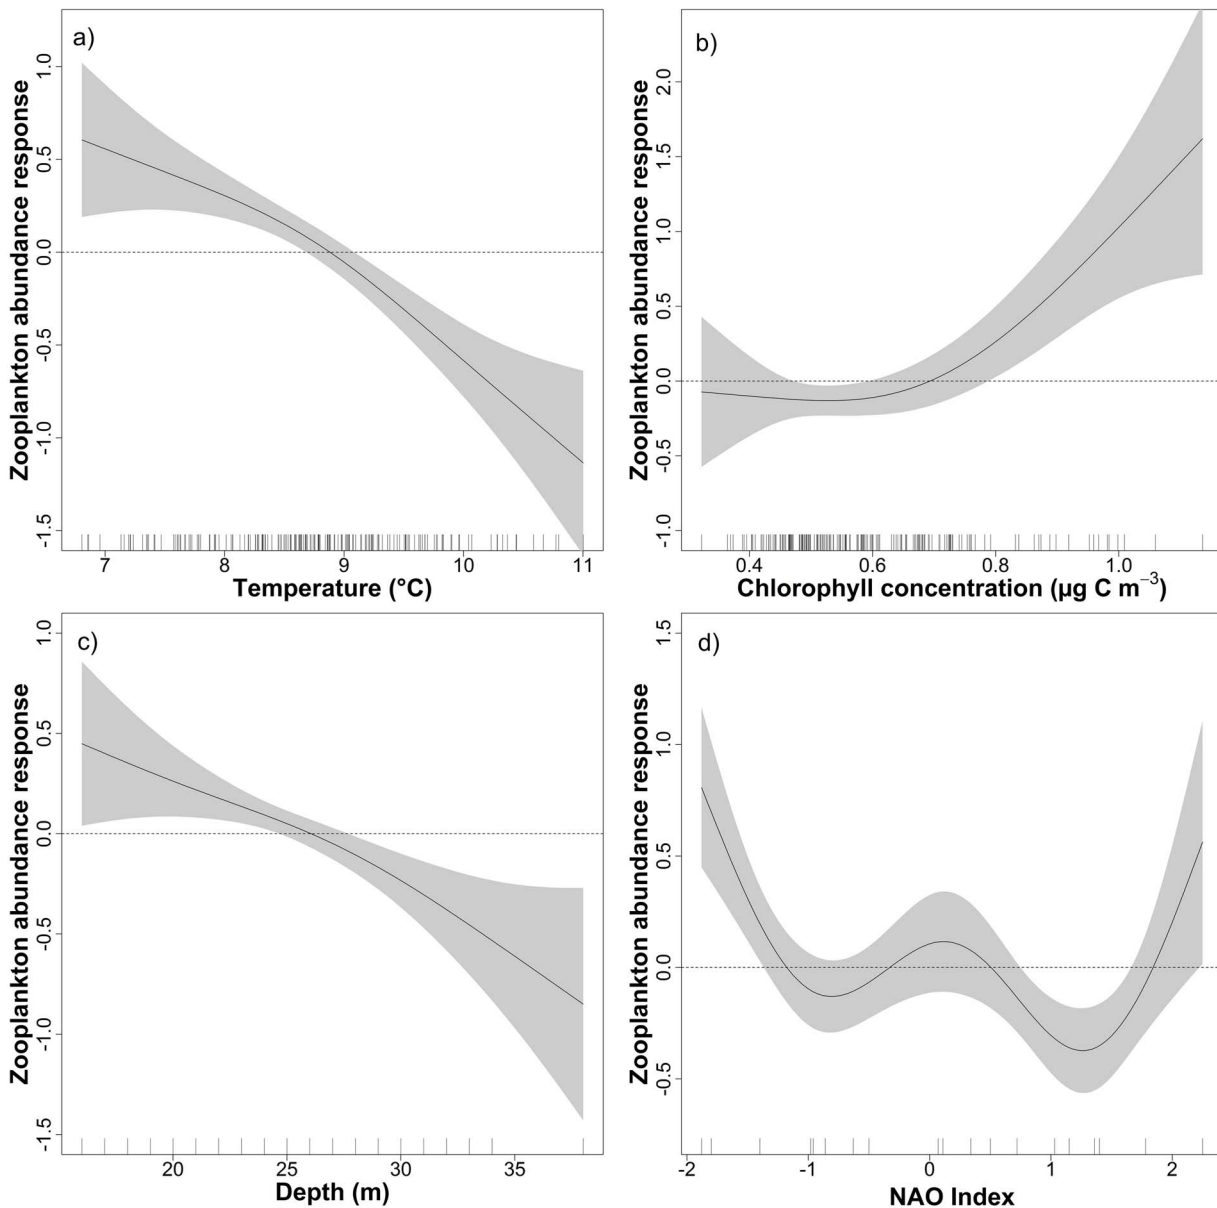 a)
Zooplankton abundance response
1.0
0.5
0.0
-0.5
-1.0
-1.5
7 8 9 10 11
Temperature (°C)
b)
Zooplankton abundance response
2.0
1.5
1.0
0.5
0.0
-0.5
-1.0
0.4 0.6 0.8 1.0
Chlorophyll concentration (µg C m⁻³)
c)
Zooplankton abundance response
1.0
0.5
0.0
-0.5
-1.0
-1.5
20 25 30 35
Depth (m)
d)
Zooplankton abundance response
1.5
1.0
0.5
0.0
-0.5
-2 -1 0 1 2
NAO Index